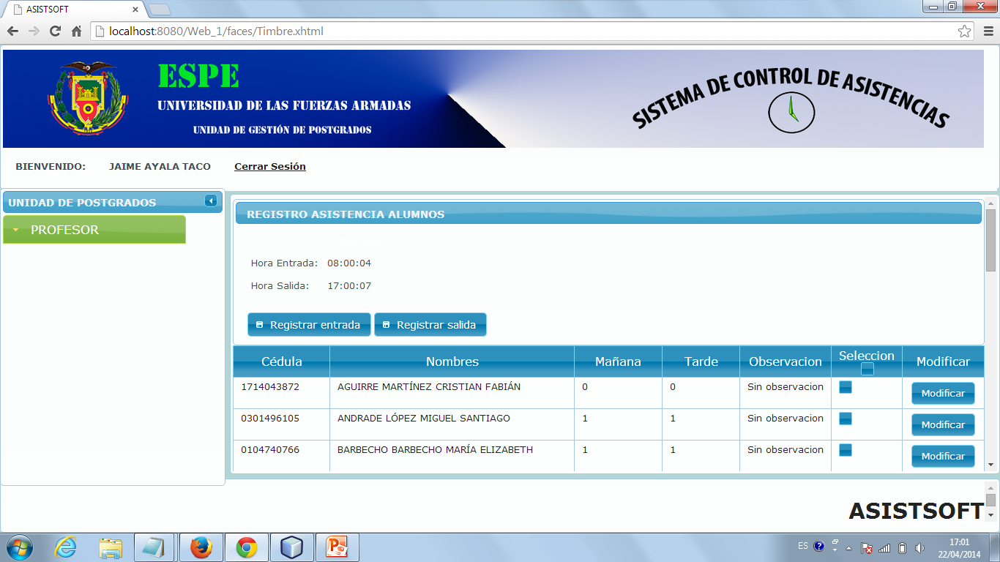 ASISTSOFT
localhost:8080/Web_1/faces/Timbre.xhtml
ESPE
UNIVERSIDAD DE LAS FUERZAS ARMADAS
UNIDAD DE GESTIÓN DE POSTGRADOS
SISTEMA DE CONTROL DE ASISTENCIAS
BIENVENIDO: JAIME AYALA TACO Cerrar Sesión
UNIDAD DE POSTGRADOS
PROFESOR
REGISTRO ASISTENCIA ALUMNOS
Hora Entrada: 08:00:04
Hora Salida: 17:00:07
Registrar entrada Registrar salida
Cédula Nombres Mañana Tarde Observacion Seleccion Modificar
1714043872 AGUIRRE MARTÍNEZ CRISTIAN FABIÁN 0 0 Sin observacion Modificar
0301496105 ANDRADE LÓPEZ MIGUEL SANTIAGO 1 1 Sin observacion Modificar
0104740766 BARBECHO BARBECHO MARÍA ELIZABETH 1 1 Sin observacion Modificar
ASISTSOFT
ES 17:01
22/04/2014